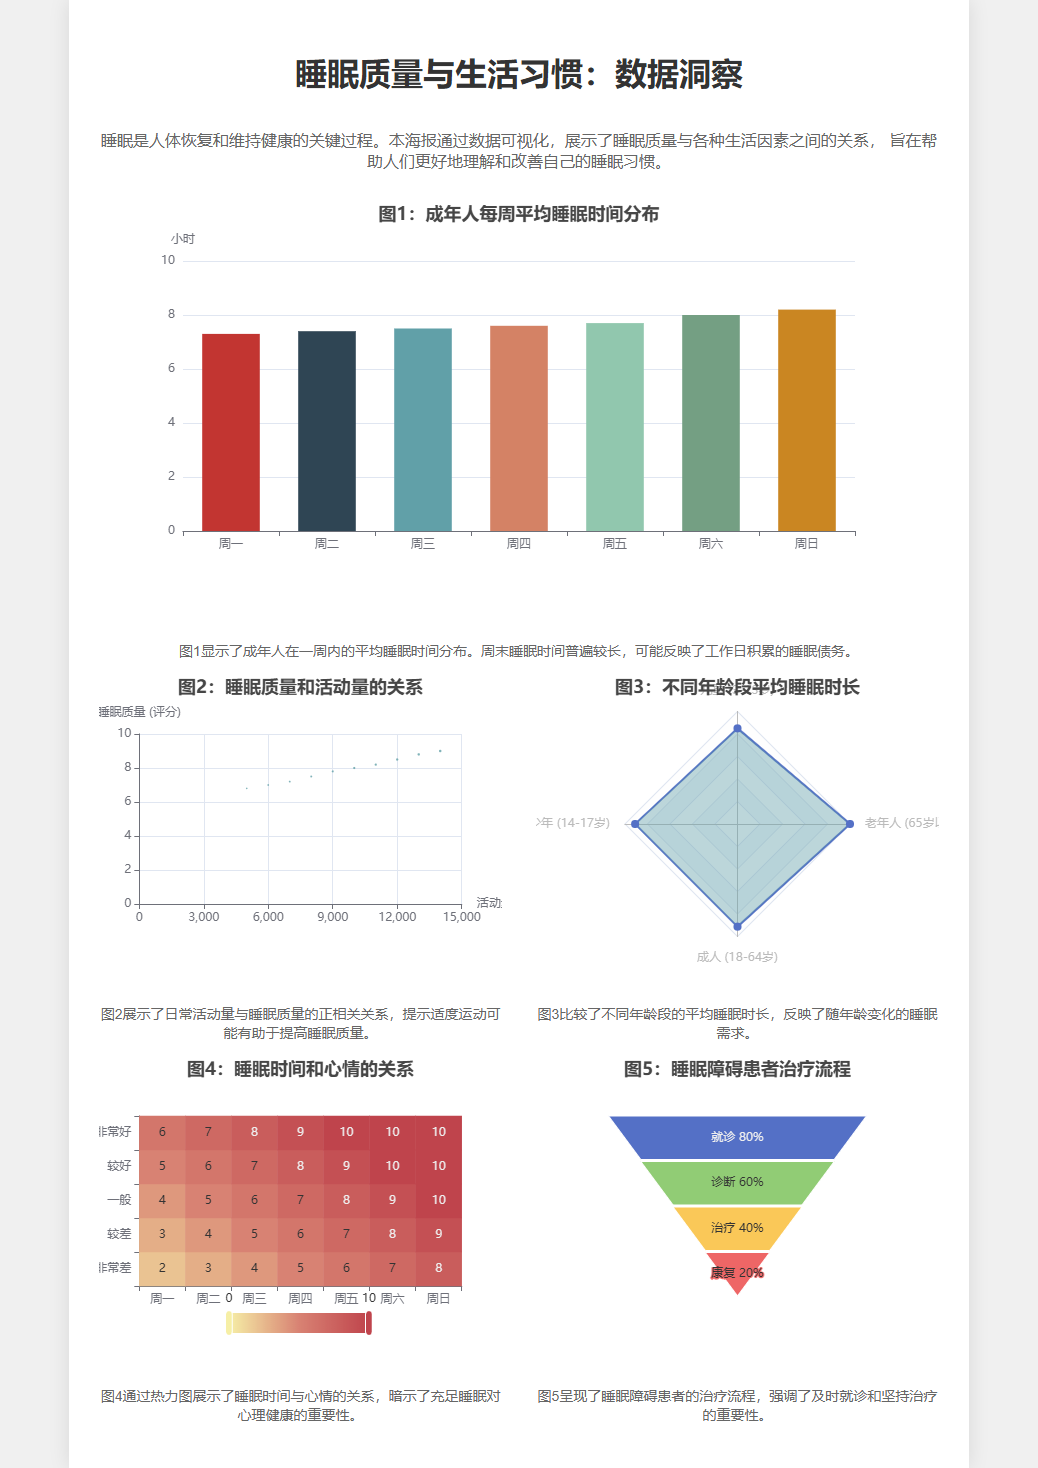 睡眠质量与生活习惯：数据洞察
睡眠是人体恢复和维持健康的关键过程。本海报通过数据可视化，展示了睡眠质量与各种生活因素之间的关系， 旨在帮
助人们更好地理解和改善自己的睡眠习惯。
图1：成年人每周平均睡眠时间分布
小时
10
8
6
4
2
0
周一 周二 周三 周四 周五 周六 周日
图1显示了成年人在一周内的平均睡眠时间分布。周末睡眠时间普遍较长，可能反映了工作日积累的睡眠债务。
图2：睡眠质量和活动量的关系
睡眠质量 (评分)
10
8
6
4
2
0
0 3,000 6,000 9,000 12,000 15,000
活动
图2展示了日常活动量与睡眠质量的正相关关系，提示适度运动可
能有助于提高睡眠质量。
图3：不同年龄段平均睡眠时长
年 (14-17岁)
老年人 (65岁
成人 (18-64岁)
图3比较了不同年龄段的平均睡眠时长，反映了随年龄变化的睡眠
需求。
图4：睡眠时间和心情的关系
非常好 6 7 8 9 10 10 10
较好 5 6 7 8 9 10 10
一般 4 5 6 7 8 9 10
较差 3 4 5 6 7 8 9
非常差 2 3 4 5 6 7 8
周一 周二 周三 周四 周五 周六 周日
0 10
图4通过热力图展示了睡眠时间与心情的关系，暗示了充足睡眠对
心理健康的重要性。
图5：睡眠障碍患者治疗流程
就诊 80%
诊断 60%
治疗 40%
康复 20%
图5呈现了睡眠障碍患者的治疗流程，强调了及时就诊和坚持治疗
的重要性。